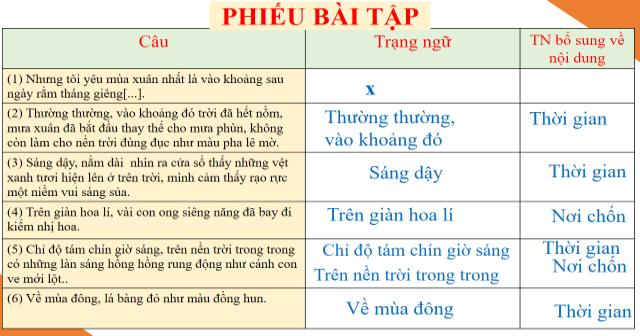 PHIẾU BÀI TẬP
Câu
Trạng ngữ
TN bổ sung về
nội dung
(1) Nhưng tôi yêu mùa xuân nhất là vào khoảng sau
ngày rằm tháng giêng[...].
x
(2) Thường thường, vào khoảng đó trời đã hết nồm,
mưa xuân đã bắt đầu thay thế cho mưa phùn, không
còn làm cho nền trời đùng đục như màu pha lê mờ.
Thường thường,
vào khoảng đó
Thời gian
(3) Sáng dậy, nằm dài nhìn ra cửa sổ thấy những vệt
xanh tươi hiện lên ở trên trời, mình cảm thấy rạo rực
một niềm vui sáng sủa.
Sáng dậy
Thời gian
(4) Trên giàn hoa lí, vài con ong siêng năng đã bay đi
kiếm nhị hoa.
Trên giàn hoa lí
Nơi chốn
(5) Chỉ độ tám chín giờ sáng, trên nền trời trong trong
có những làn sáng hồng hồng rung động như cánh con
ve mới lột..
Chỉ độ tám chín giờ sáng
Trên nền trời trong trong
Thời gian
Nơi chốn
(6) Về mùa đông, lá bàng đỏ như màu đồng hun.
Về mùa đông
Thời gian